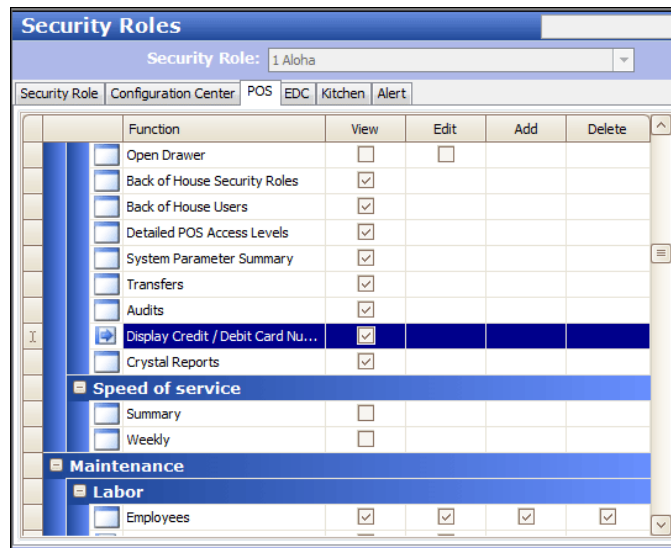 Security Roles
Security Role: 1 Aloha
Security Role Configuration Center POS EDC Kitchen Alert
Function View Edit Add Delete
Open Drawer
Back of House Security Roles
Back of House Users
Detailed POS Access Levels
System Parameter Summary
Transfers
Audits
Display Credit / Debit Card Nu...
Crystal Reports
Speed of service
Summary
Weekly
Maintenance
Labor
Employees